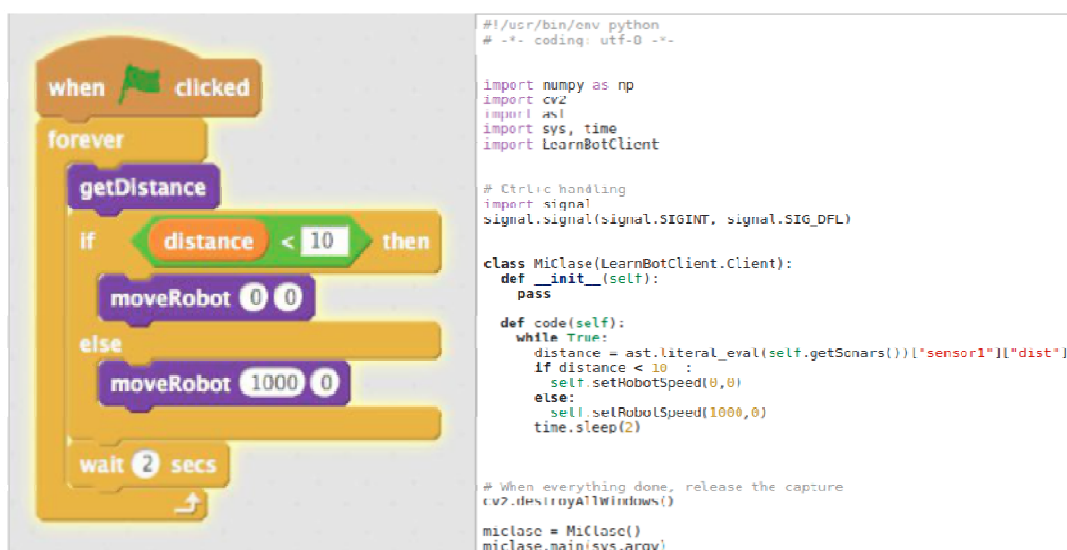 when clicked
forever
getDistance
if distance < 10 then
moveRobot 0 0
else
moveRobot 1000 0
wait 2 secs
#!/usr/bin/env python
# -*- coding: utf-8 -*-
import numpy as np
import cv2
import ast
import sys, time
import LearnBotClient
# Ctrl+c handling
import signal
signal.signal(signal.SIGINT, signal.SIG_DFL)
class MiClase(LearnBotClient.Client):
def __init__(self):
pass
def code(self):
while True:
distance = ast.literal_eval(self.getSonars())["sensor1"]["dist"]
if distance < 10 :
self.setRobotSpeed(0,0)
else:
self.setRobotSpeed(1000,0)
time.sleep(2)
# When everything done, release the capture
cv2.destroyAllWindows()
miclase = MiClase()
miclase.main(sys.argv)